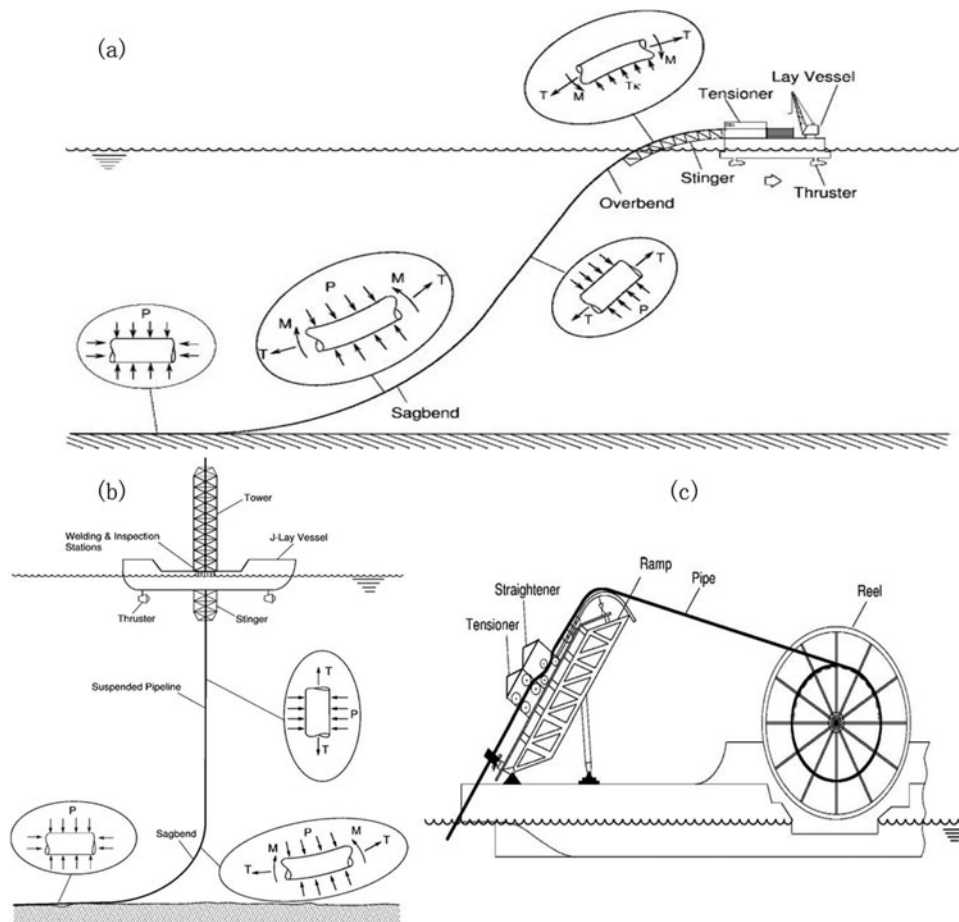 (a)
T
M
M
Tκ
T
Lay Vessel
Tensioner
Stinger
Thruster
Overbend
T
P
T
P
M
M
T
T
Sagbend
P
(b)
Tower
Welding & Inspection
Stations
J-Lay Vessel
Thruster
Stinger
Suspended Pipeline
T
P
T
P
Sagbend
P
M
M
T
T
(c)
Ramp
Pipe
Straightener
Reel
Tensioner